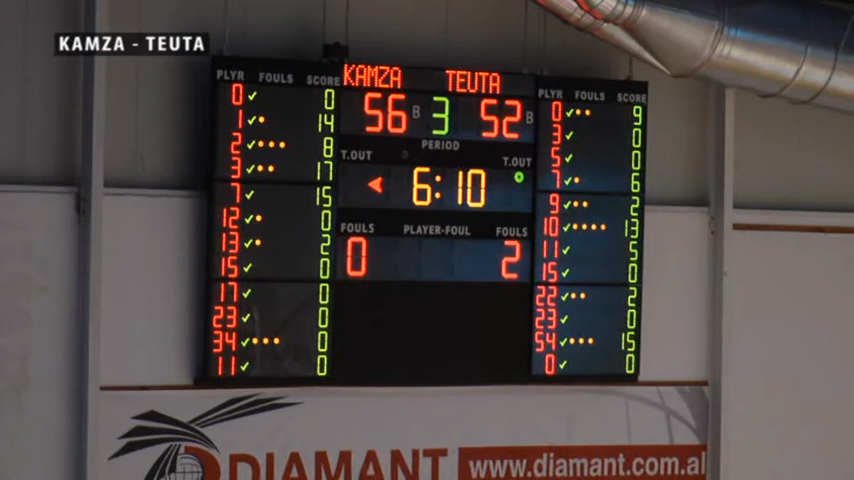 KAMZA - TEUTA
KAMZA TEUTA
56 B 3 52 B
PERIOD
T.OUT 6:10 T.OUT
FOULS PLAYER-FOUL FOULS
0 2
PLYR FOULS SCORE
0 0
1 14
2 8
3 17
7 15
12 0
13 2
15 0
17 0
23 0
34 0
11 0
PLYR FOULS SCORE
0 9
3 0
5 0
7 6
9 2
10 13
11 5
15 0
22 2
23 0
54 15
0 0
DIAMANT www.diamant.com.al